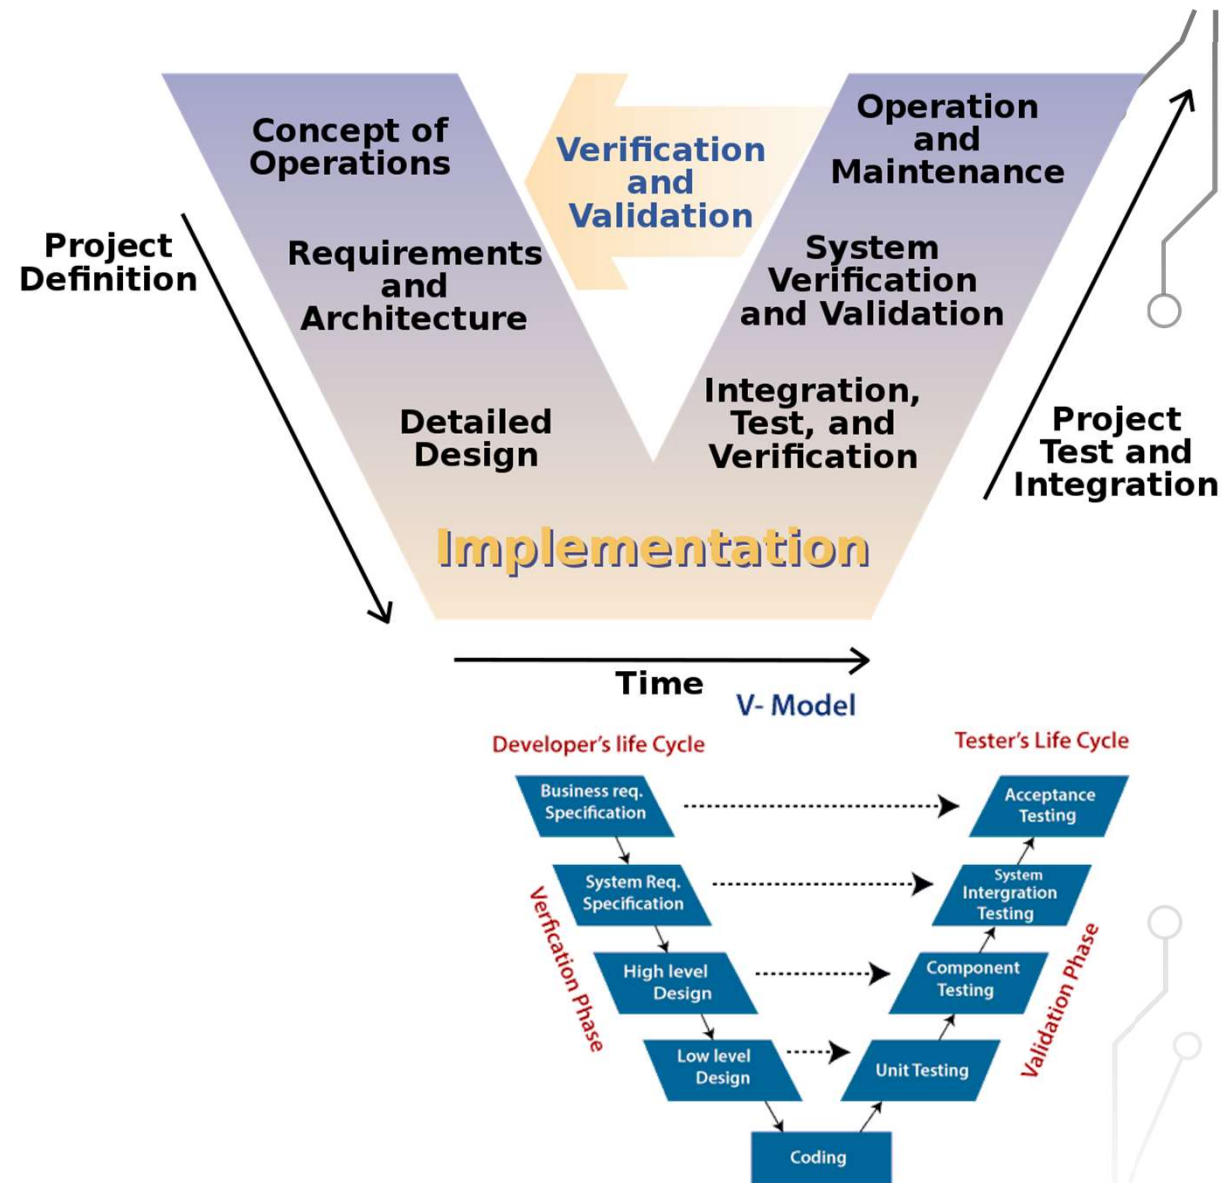 Concept of
Operations
Verification
and
Validation
Operation
and
Maintenance
Project
Definition
Requirements
and
Architecture
System
Verification
and Validation
Detailed
Design
Integration,
Test, and
Verification
Project
Test and
Integration
Implementation
Time
V- Model
Developer's life Cycle
Tester's Life Cycle
Business req.
Specification
Acceptance
Testing
System Req.
Specification
System
Intergration
Testing
Verfication Phase
High level
Design
Component
Testing
Validation Phase
Low level
Design
Unit Testing
Coding